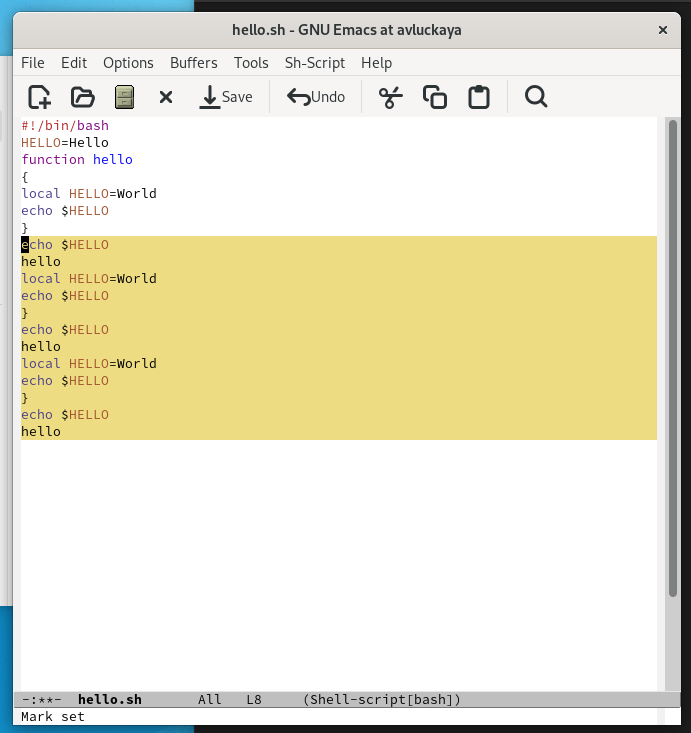 hello.sh - GNU Emacs at avluckaya
File Edit Options Buffers Tools Sh-Script Help
Save Undo
#!/bin/bash
HELLO=Hello
function hello
{
local HELLO=World
echo $HELLO
}
echo $HELLO
hello
local HELLO=World
echo $HELLO
}
echo $HELLO
hello
local HELLO=World
echo $HELLO
}
echo $HELLO
hello
-:**- hello.sh All L8 (Shell-script[bash])
Mark set